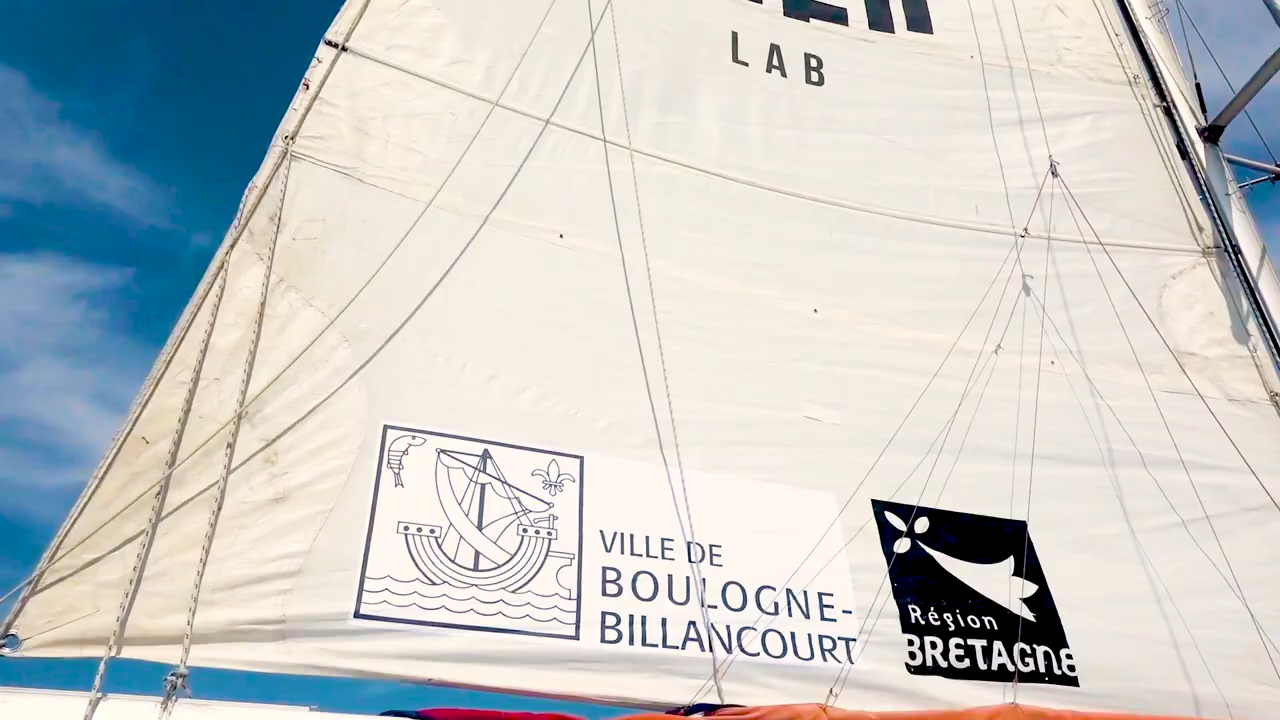 LAB
VILLE DE
BOULOGNE-
BILLANCOURT
Région
BRETAGNE